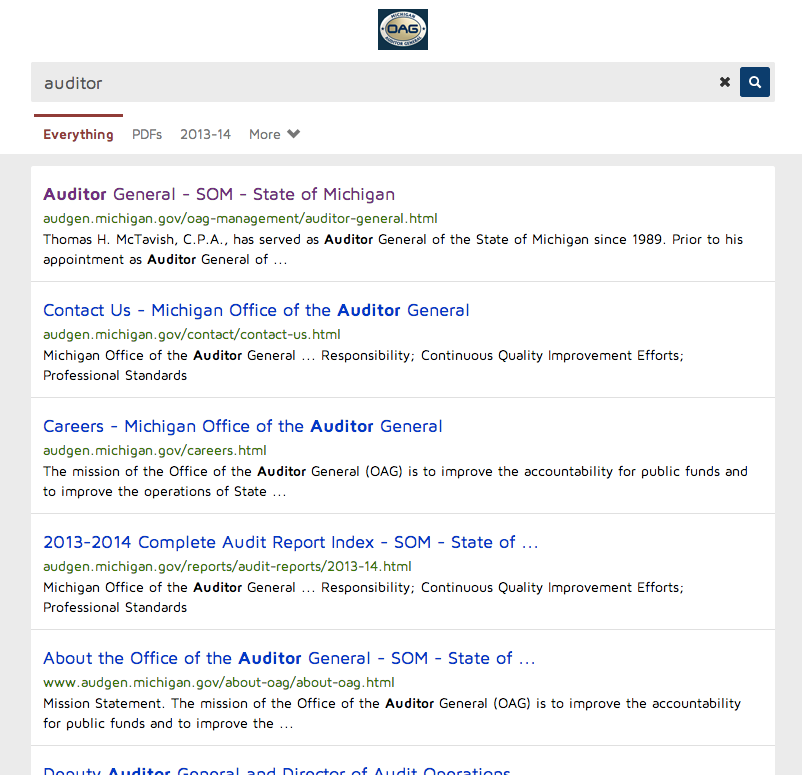 MICHIGAN
OAG
AUDITOR GENERAL
auditor
Everything PDFs 2013-14 More
Auditor General - SOM - State of Michigan
audgen.michigan.gov/oag-management/auditor-general.html
Thomas H. McTavish, C.P.A., has served as Auditor General of the State of Michigan since 1989. Prior to his
appointment as Auditor General of ...
Contact Us - Michigan Office of the Auditor General
audgen.michigan.gov/contact/contact-us.html
Michigan Office of the Auditor General ... Responsibility; Continuous Quality Improvement Efforts;
Professional Standards
Careers - Michigan Office of the Auditor General
audgen.michigan.gov/careers.html
The mission of the Office of the Auditor General (OAG) is to improve the accountability for public funds and
to improve the operations of State ...
2013-2014 Complete Audit Report Index - SOM - State of ...
audgen.michigan.gov/reports/audit-reports/2013-14.html
Michigan Office of the Auditor General ... Responsibility; Continuous Quality Improvement Efforts;
Professional Standards
About the Office of the Auditor General - SOM - State of ...
www.audgen.michigan.gov/about-oag/about-oag.html
Mission Statement. The mission of the Office of the Auditor General (OAG) is to improve the accountability
for public funds and to improve the ...
Deputy Auditor General and Director of Audit Operations